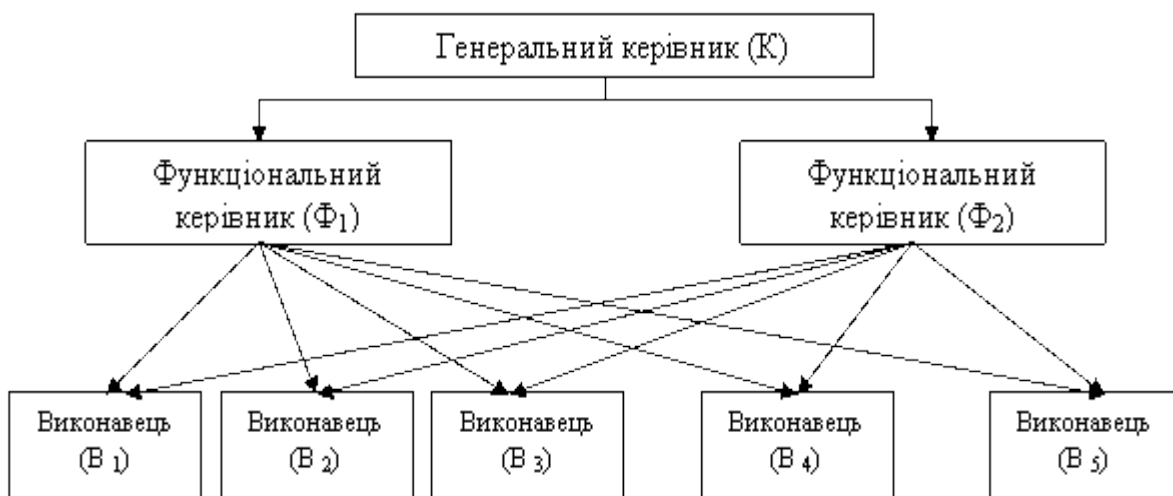 Генеральний керівник (К)
Функціональний
керівник (Ф1)
Функціональний
керівник (Ф2)
Виконавець
(В 1)
Виконавець
(В 2)
Виконавець
(В 3)
Виконавець
(В 4)
Виконавець
(В 5)